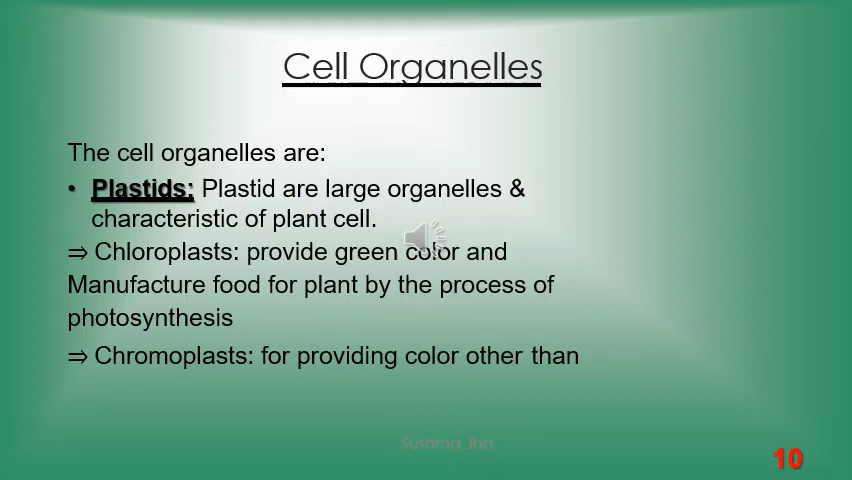 Cell Organelles
The cell organelles are:
• Plastids: Plastid are large organelles &
characteristic of plant cell.
⇒ Chloroplasts: provide green color and
Manufacture food for plant by the process of
photosynthesis
⇒ Chromoplasts: for providing color other than
Sushma Jha
10